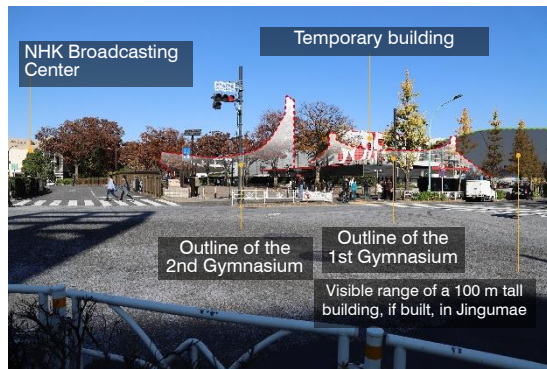 NHK Broadcasting
Center
Temporary building
Outline of the
2nd Gymnasium
Outline of the
1st Gymnasium
Visible range of a 100 m tall
building, if built, in Jingumae